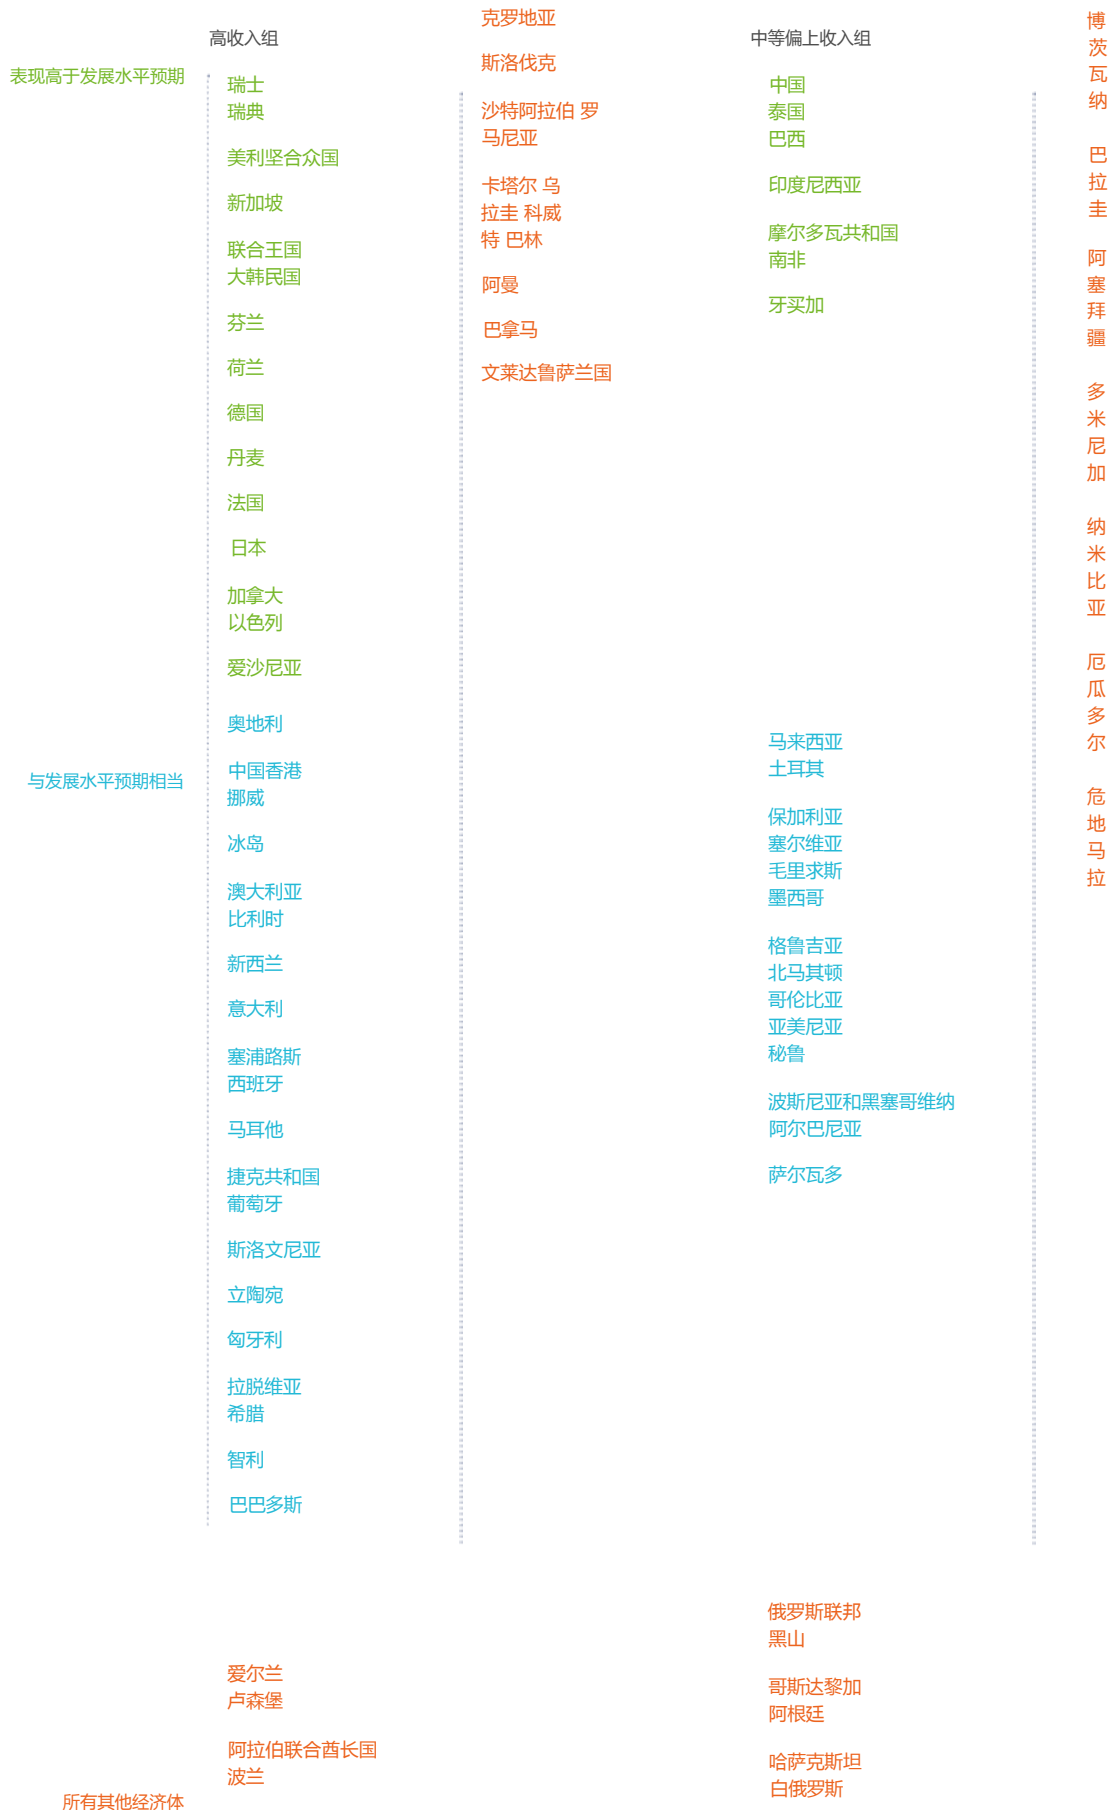 高收入组
表现高于发展水平预期
瑞士
瑞典
美利坚合众国
新加坡
联合王国
大韩民国
芬兰
荷兰
德国
丹麦
法国
日本
加拿大
以色列
爱沙尼亚
与发展水平预期相当
奥地利
中国香港
挪威
冰岛
澳大利亚
比利时
新西兰
意大利
塞浦路斯
西班牙
马耳他
捷克共和国
葡萄牙
斯洛文尼亚
立陶宛
匈牙利
拉脱维亚
希腊
智利
巴巴多斯
爱尔兰
卢森堡
阿拉伯联合酋长国
波兰
所有其他经济体
克罗地亚
斯洛伐克
沙特阿拉伯 罗
马尼亚
卡塔尔 乌
拉圭 科威
特 巴林
阿曼
巴拿马
文莱达鲁萨兰国
中等偏上收入组
中国
泰国
巴西
印度尼西亚
摩尔多瓦共和国
南非
牙买加
马来西亚
土耳其
保加利亚
塞尔维亚
毛里求斯
墨西哥
格鲁吉亚
北马其顿
哥伦比亚
亚美尼亚
秘鲁
波斯尼亚和黑塞哥维纳
阿尔巴尼亚
萨尔瓦多
俄罗斯联邦
黑山
哥斯达黎加
阿根廷
哈萨克斯坦
白俄罗斯
博茨瓦纳
巴拉圭
阿塞拜疆
多米尼加
纳米比亚
厄瓜多尔
危地马拉